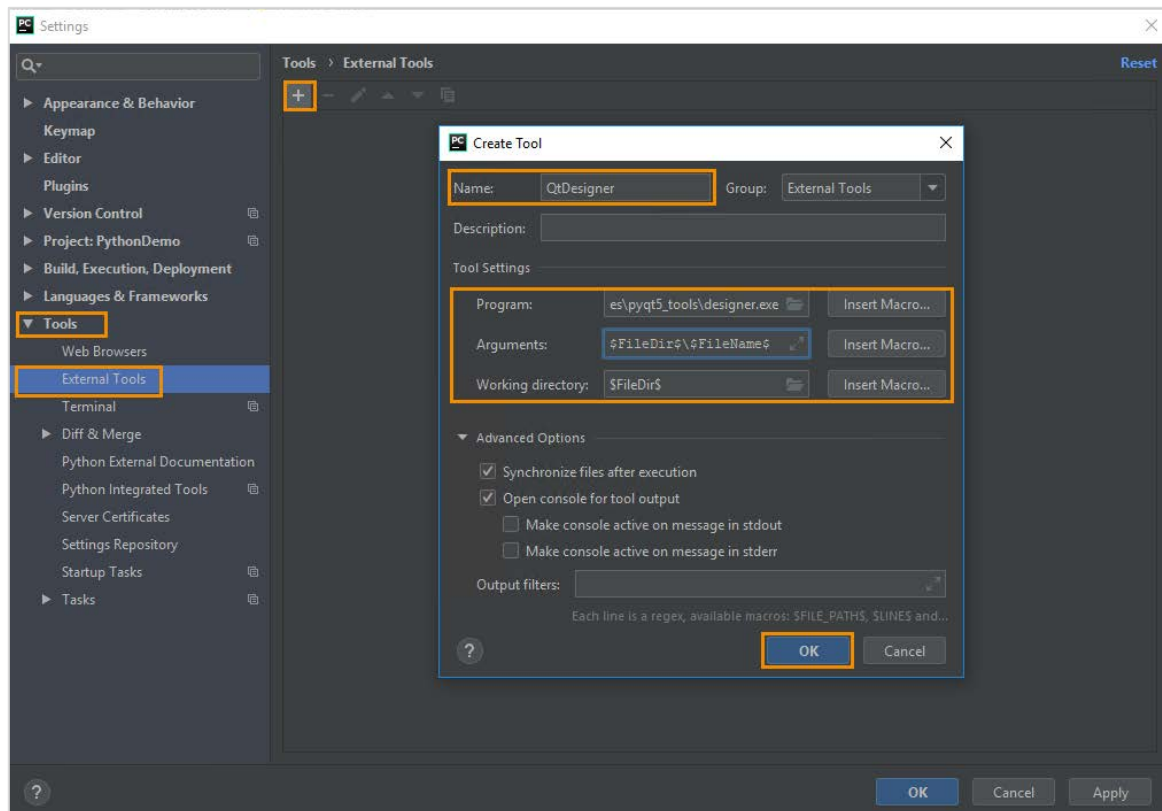 PC Settings
Tools › External Tools
Reset
Appearance & Behavior
Keymap
Editor
Plugins
Version Control
Project: PythonDemo
Build, Execution, Deployment
Languages & Frameworks
Tools
Web Browsers
External Tools
Terminal
Diff & Merge
Python External Documentation
Python Integrated Tools
Server Certificates
Settings Repository
Startup Tasks
Tasks
PC Create Tool
Name: QtDesigner Group: External Tools
Description:
Tool Settings
Program: es\pyqt5_tools\designer.exe Insert Macro...
Arguments: $FileDir$\$FileName$ Insert Macro...
Working directory: $FileDir$ Insert Macro...
Advanced Options
Synchronize files after execution
Open console for tool output
Make console active on message in stdout
Make console active on message in stderr
Output filters:
Each line is a regex, available macros: $FILE_PATH$, $LINE$ and...
? OK Cancel
? OK Cancel Apply